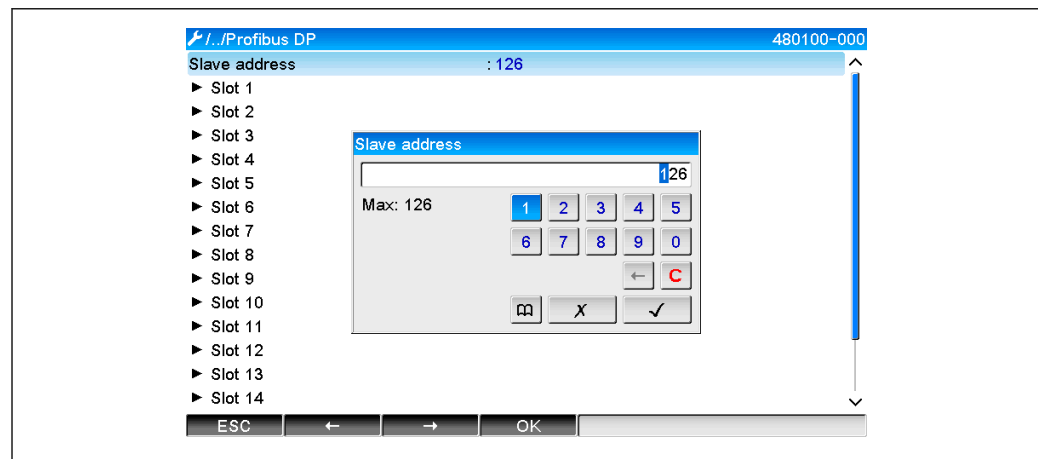 /../Profibus DP 480100-000
Slave address : 126
► Slot 1
► Slot 2
► Slot 3
► Slot 4
► Slot 5
► Slot 6
► Slot 7
► Slot 8
► Slot 9
► Slot 10
► Slot 11
► Slot 12
► Slot 13
► Slot 14
Slave address
126
Max: 126
1 2 3 4 5
6 7 8 9 0
← C
X ✓
ESC ← → OK